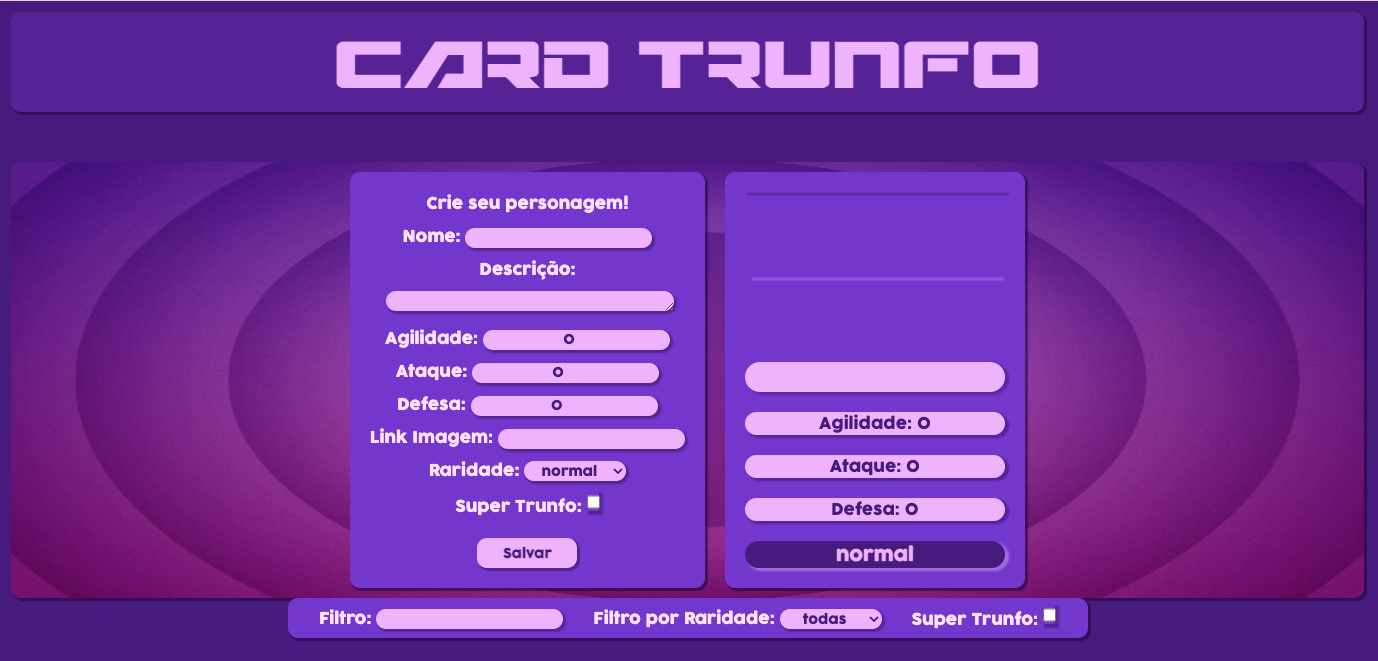 CARD TRUNFO
Crie seu personagem!
Nome:
Descrição:
Agilidade: 0
Ataque: 0
Defesa: 0
Link Imagem:
Raridade: normal
Super Trunfo:
Salvar
Agilidade: 0
Ataque: 0
Defesa: 0
normal
Filtro: Filtro por Raridade: todas Super Trunfo: